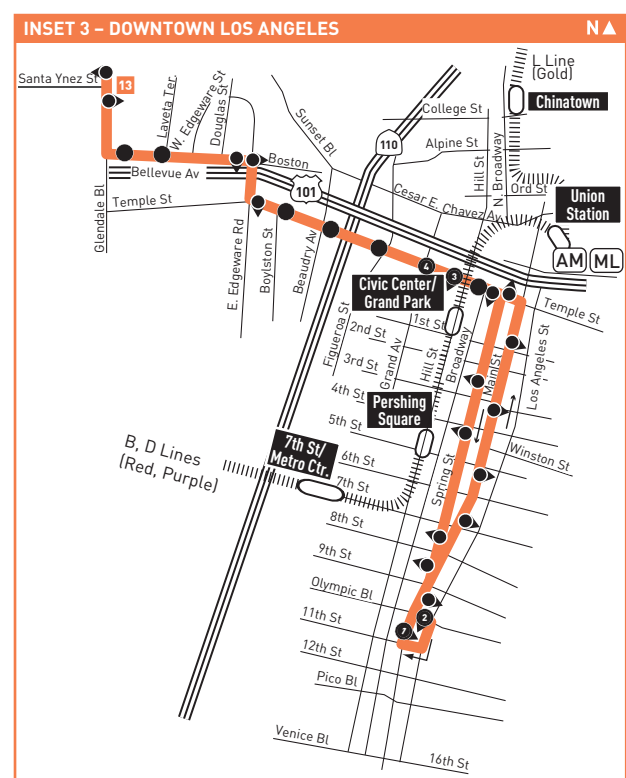 INSET 3 – DOWNTOWN LOS ANGELES
N
Santa Ynez St
13
Laveta Ter.
W. Edgeware St
Douglas St
Sunset Bl
110
L Line
(Gold)
Chinatown
College St
Alpine St
Hill St
N. Broadway
Ord St
Union
Station
AM
ML
Boston
Bellevue Av
101
Cesar E. Chavez Av
Glendale Bl
Temple St
E. Edgeware Rd
Boylston St
Beaudry Av
4
3
Civic Center/
Grand Park
Temple St
Figueroa St
1st St
2nd St
3rd St
4th St
5th St
6th St
7th St
8th St
9th St
Olympic Bl
11th St
12th St
Pico Bl
Venice Bl
16th St
Grand Av
Hill St
Broadway
Spring St
Main St
Los Angeles St
Winston St
Pershing
Square
7th St/
Metro Ctr.
B, D Lines
(Red, Purple)
1
2